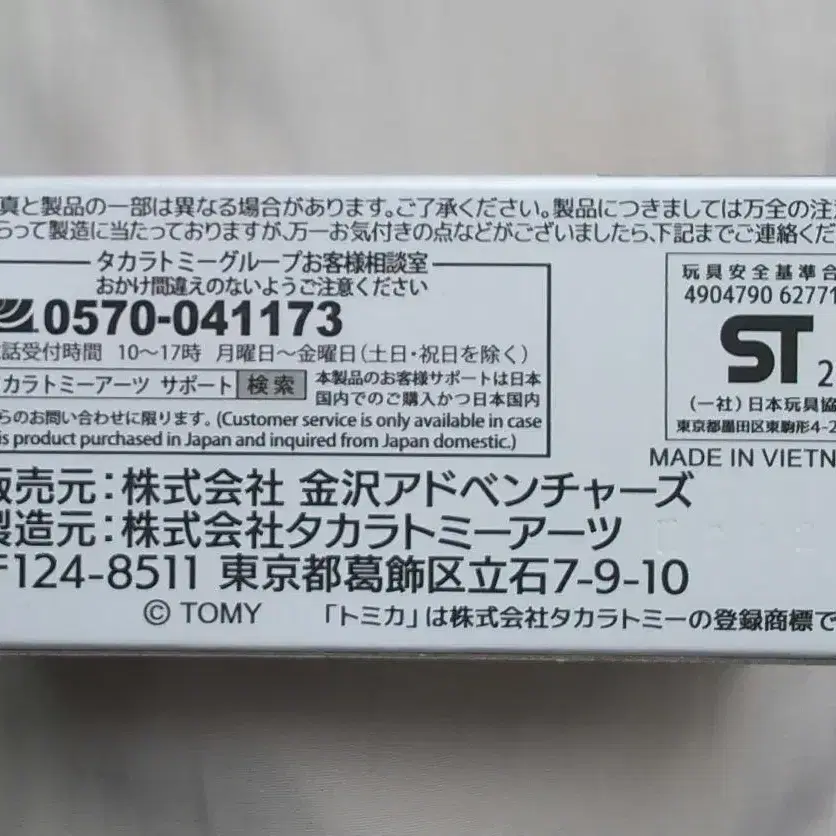 真と製品の一部は異なる場合があります。ご了承ください。製品につきましては万全の注
らって製造に当たっておりますが、万一お気付きの点などがございましたら、下記までご連絡くだ
タカラトミーグループお客様相談室
おかけ間違えのないようご注意ください
0570-041173
話受付時間 10〜17時 月曜日〜金曜日(土日・祝日を除く)
カラトミーアーツ サポート 検索
本製品のお客様サポートは日本
国内でのご購入かつ日本国内
らのお問い合わせに限ります。(Customer service is only available in case
is product purchased in Japan and inquired from Japan domestic.)
玩具安全基準合
4904790 62771
ST 2
(一社)日本玩具協
東京都墨田区東駒形4-2
MADE IN VIETN
販売元:株式会社 金沢アドベンチャーズ
製造元:株式会社タカラトミーアーツ
〒124-8511 東京都葛飾区立石7-9-10
© TOMY 「トミカ」は株式会社タカラトミーの登録商標で